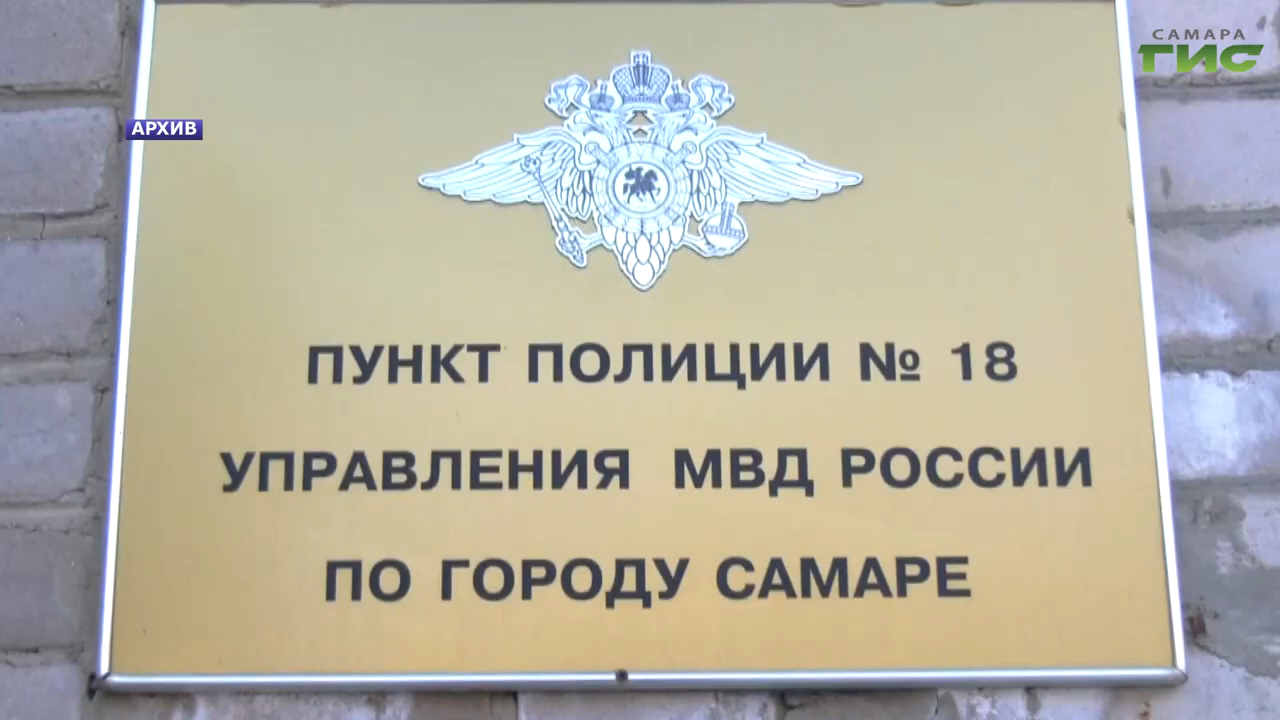 САМАРА
ГИС
АРХИВ
ПУНКТ ПОЛИЦИИ № 18
УПРАВЛЕНИЯ МВД РОССИИ
ПО ГОРОДУ САМАРЕ